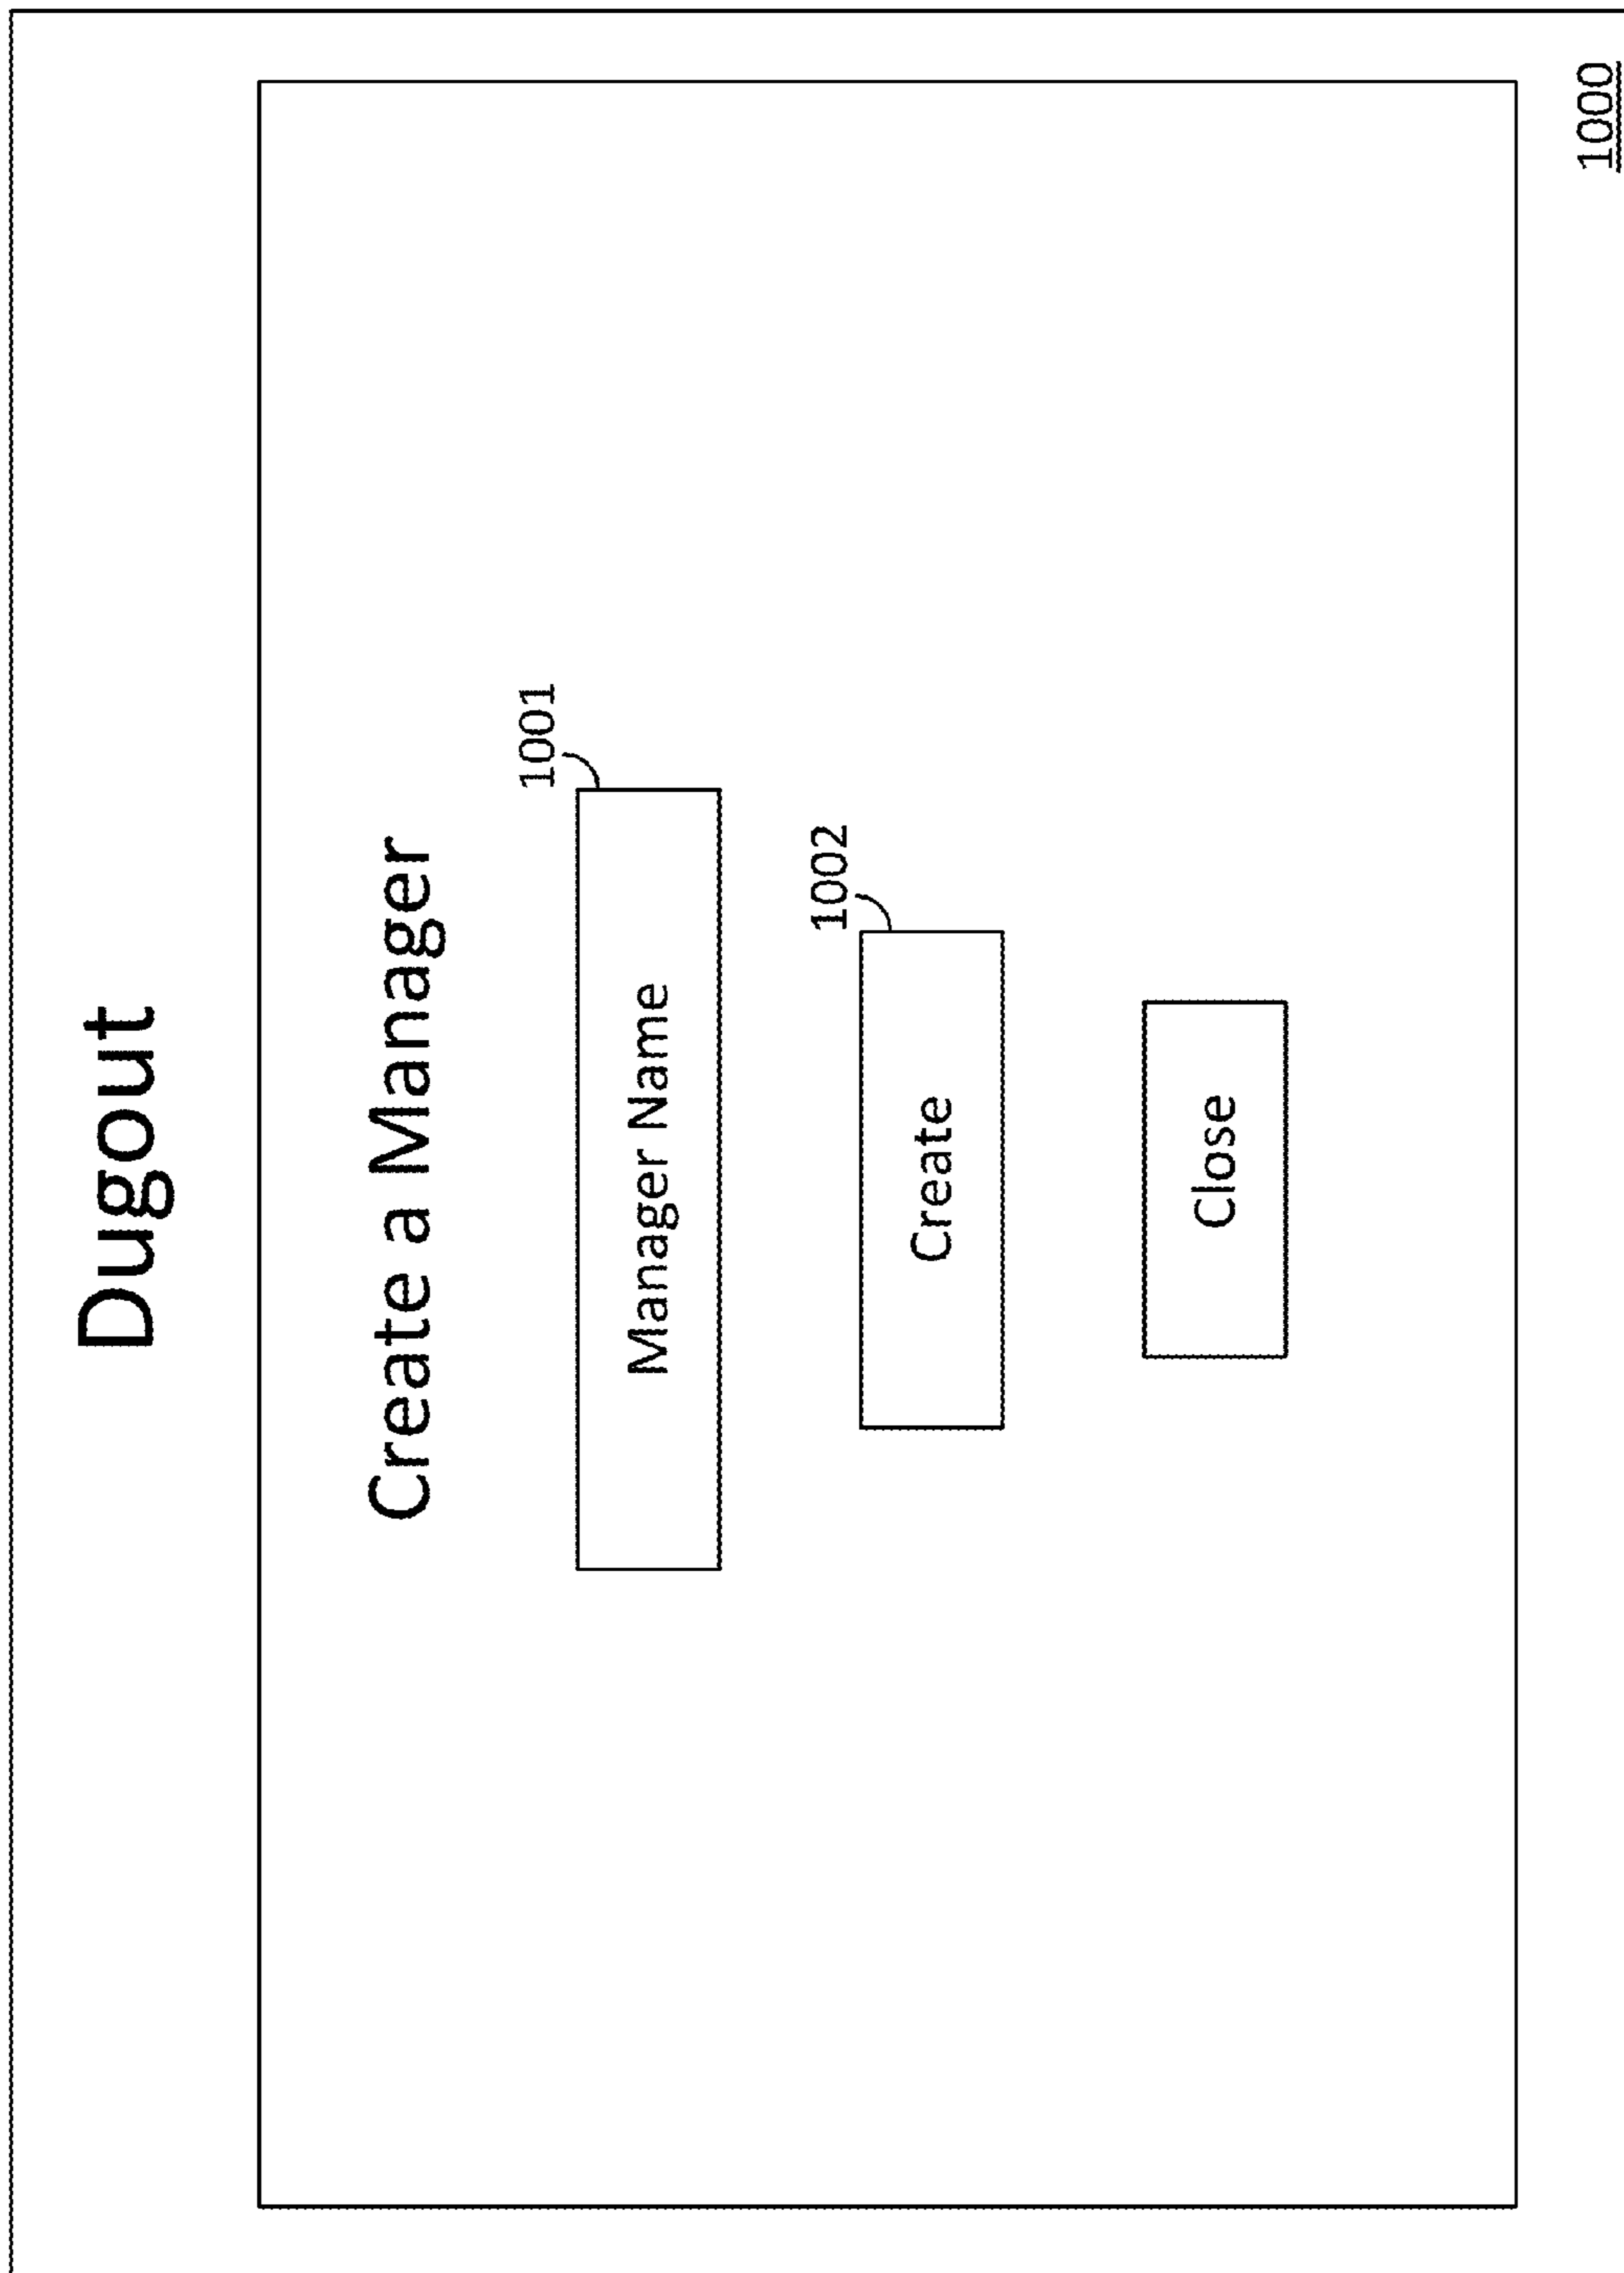 Dugout
Create a Manager
1001
Manager Name
1002
Create
Close
1000